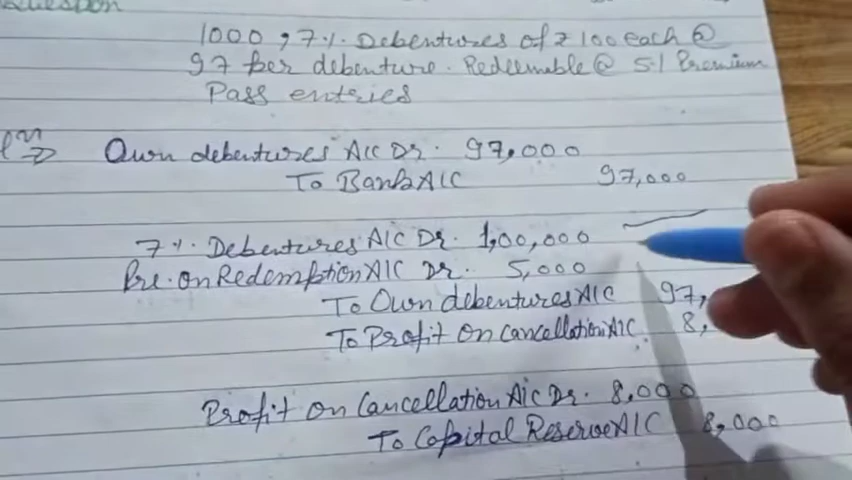 1000, 7% Debentures of ₹ 100 each @
97 per debenture. Redeemable @ 5% Premium
Pass entries
Own debentures A/C Dr. 97,000
To Bank A/C 97,000
7% Debentures A/C Dr. 1,00,000
Pre. on Redemption A/C Dr. 5,000
To Own debentures A/C 97,
To Profit on Cancellation A/C 8,
Profit on Cancellation A/C Dr. 8,000
To Capital Reserve A/C 8,000